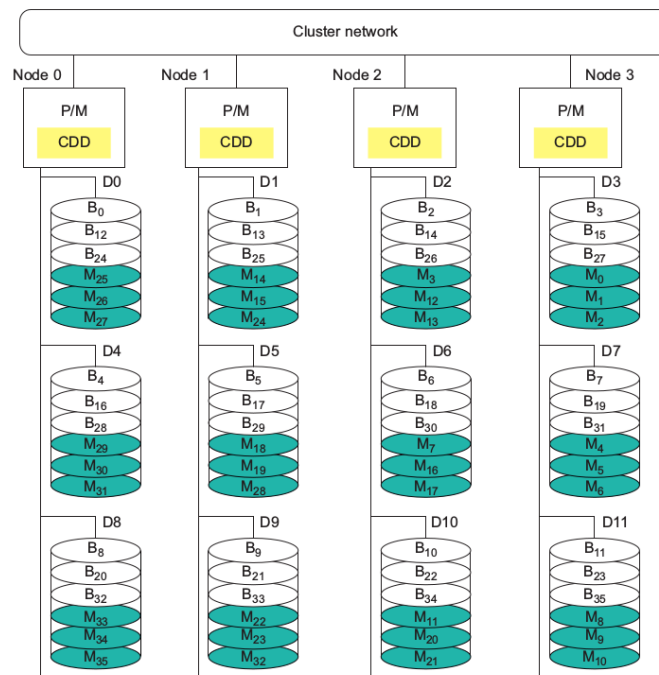 Cluster network
Node 0 Node 1 Node 2 Node 3
P/M P/M P/M P/M
CDD CDD CDD CDD
D0 D1 D2 D3
B0 B1 B2 B3
B12 B13 B14 B15
B24 B25 B26 B27
M25 M14 M3 M0
M26 M15 M12 M1
M27 M24 M13 M2
D4 D5 D6 D7
B4 B5 B6 B7
B16 B17 B18 B19
B28 B29 B30 B31
M29 M18 M7 M4
M30 M19 M16 M5
M31 M28 M17 M6
D8 D9 D10 D11
B8 B9 B10 B11
B20 B21 B22 B23
B32 B33 B34 B35
M33 M22 M11 M8
M34 M23 M20 M9
M35 M32 M21 M10